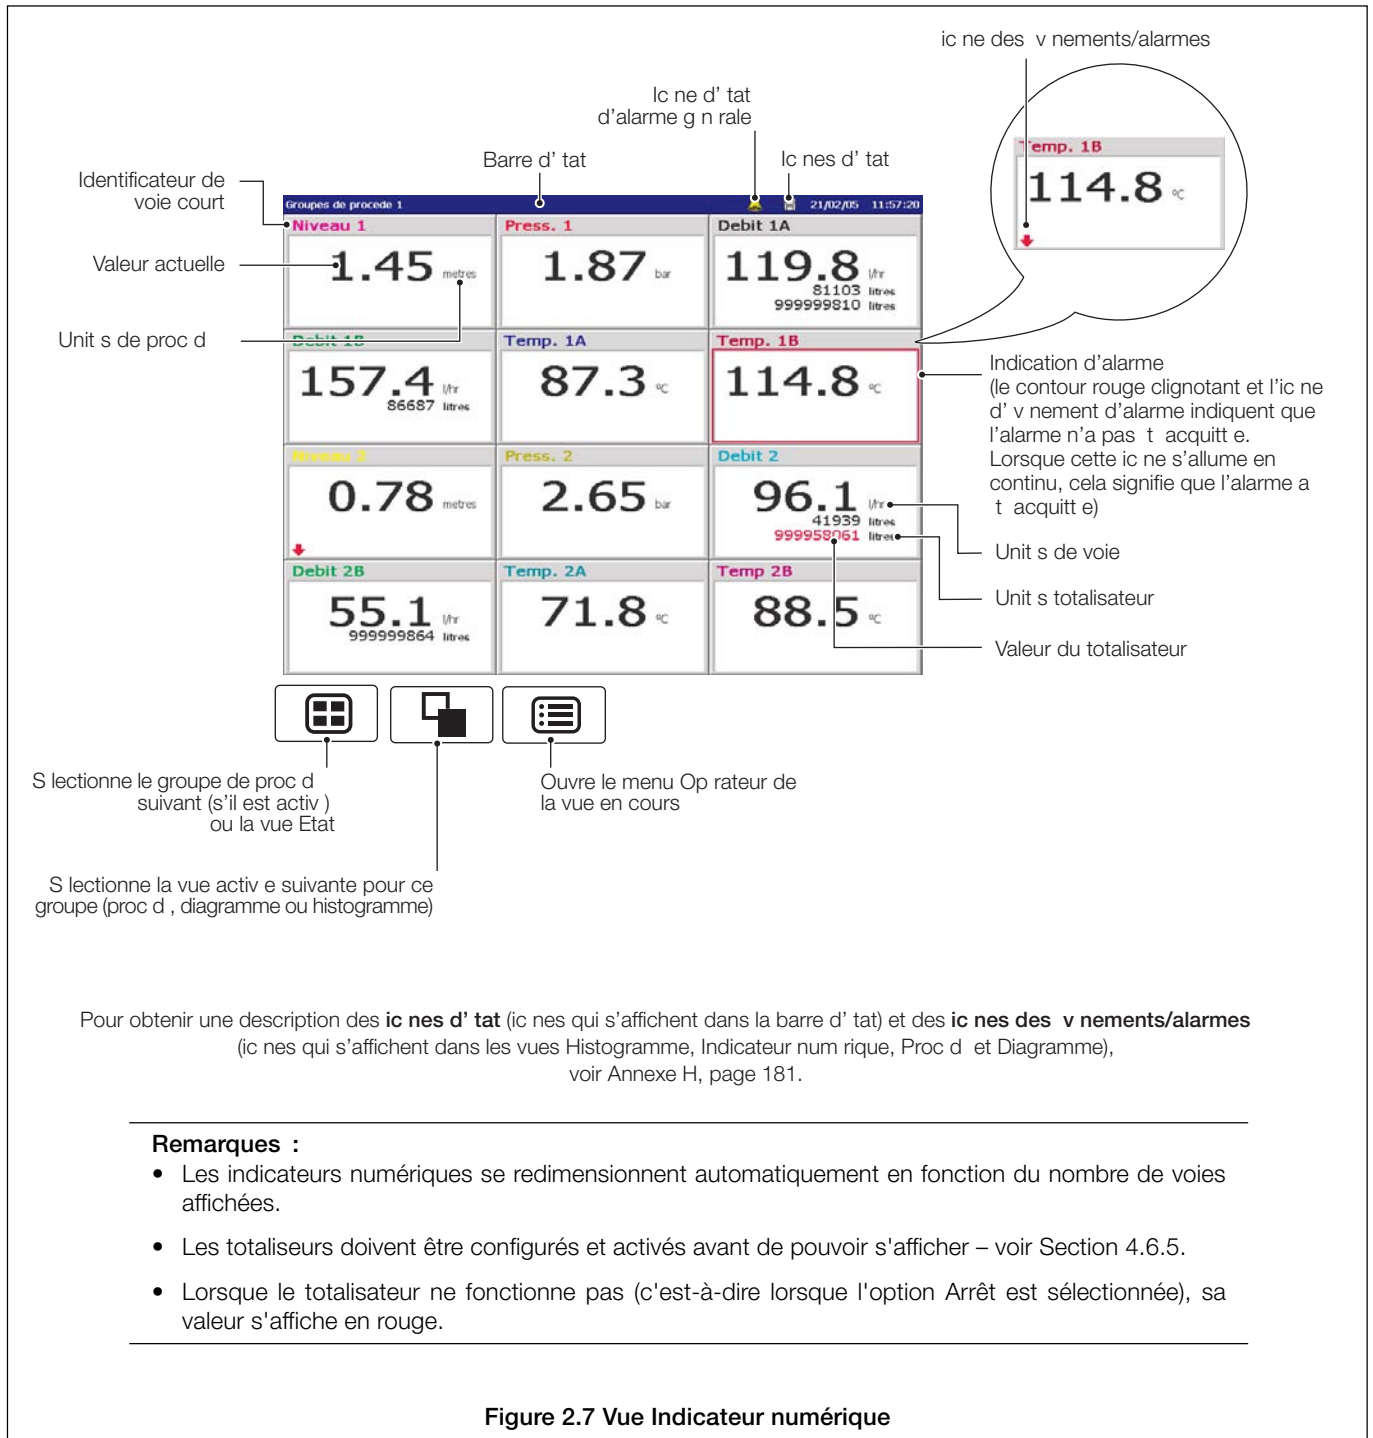 ic ne des  v nements/alarmes
Ic ne d' tat
d'alarme g n rale
Barre d' tat
Ic nes d' tat
Identificateur de
voie court
Valeur actuelle
Unit s de proc d
Temp. 1B
114.8 °C
Groupes de procede 1 21/02/05 11:57:20
Niveau 1 Press. 1 Debit 1A
1.45 metres 1.87 bar 119.8 l/hr
81103 litres
999999810 litres
Debit 1B Temp. 1A Temp. 1B
157.4 l/hr 87.3 °C 114.8 °C
86687 litres
Niveau 2 Press. 2 Debit 2
0.78 metres 2.65 bar 96.1 l/hr
41939 litres
999958061 litres
Debit 2B Temp. 2A Temp 2B
55.1 l/hr 71.8 °C 88.5 °C
999999864 litres
Indication d'alarme
(le contour rouge clignotant et l'ic ne
d' v nement d'alarme indiquent que
l'alarme n'a pas  t  acquitt e.
Lorsque cette ic ne s'allume en
continu, cela signifie que l'alarme a
t  acquitt e)
Unit s de voie
Unit s totalisateur
Valeur du totalisateur
S lectionne le groupe de proc d
suivant (s'il est activ )
ou la vue Etat
Ouvre le menu Op rateur de
la vue en cours
S lectionne la vue activ e suivante pour ce
groupe (proc d , diagramme ou histogramme)
Pour obtenir une description des ic nes d' tat (ic nes qui s'affichent dans la barre d' tat) et des ic nes des  v nements/alarmes
(ic nes qui s'affichent dans les vues Histogramme, Indicateur num rique, Proc d  et Diagramme),
voir Annexe H, page 181.
Remarques :
• Les indicateurs numériques se redimensionnent automatiquement en fonction du nombre de voies
affichées.
• Les totaliseurs doivent être configurés et activés avant de pouvoir s'afficher – voir Section 4.6.5.
• Lorsque le totalisateur ne fonctionne pas (c'est-à-dire lorsque l'option Arrêt est sélectionnée), sa
valeur s'affiche en rouge.
Figure 2.7 Vue Indicateur numérique